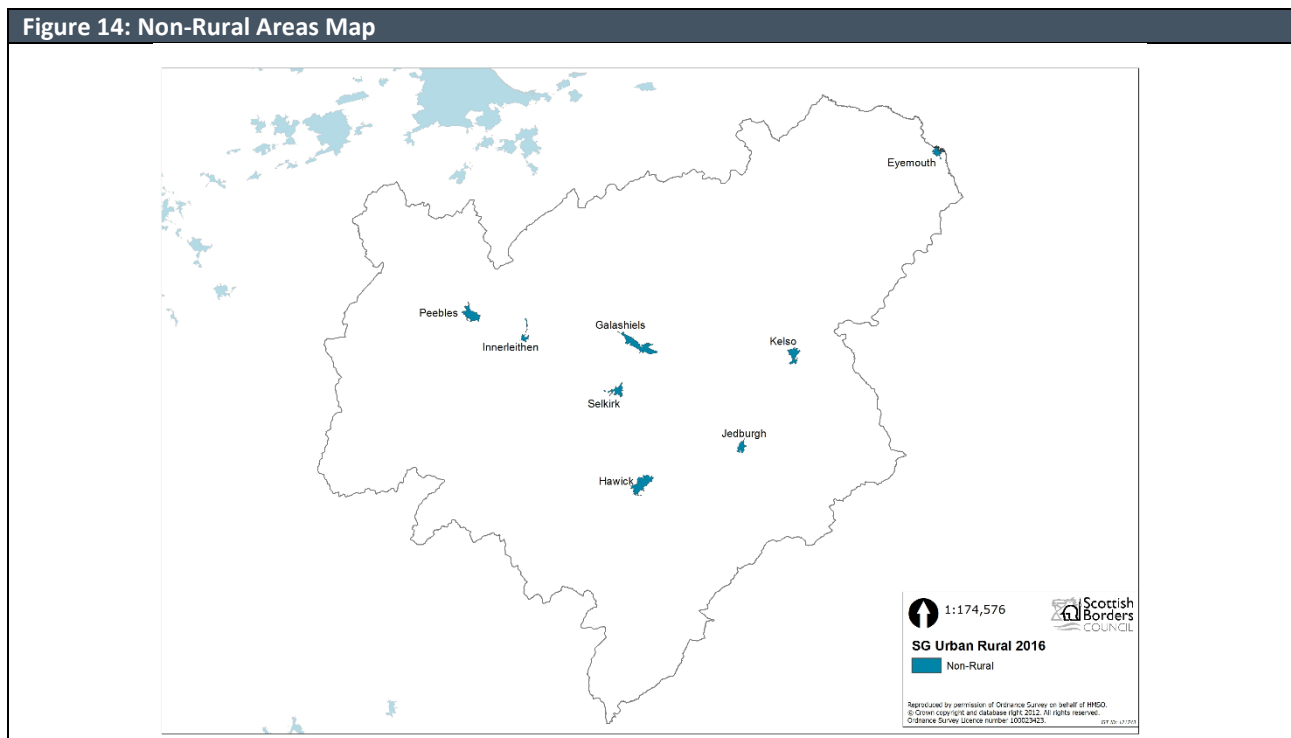 Figure 14: Non-Rural Areas Map
Eyemouth
Peebles
Innerleithen
Galashiels
Kelso
Selkirk
Jedburgh
Hawick
1:174,576
Scottish
Borders
COUNCIL
SG Urban Rural 2016
Non-Rural
Reproduced by permission of Ordnance Survey on behalf of HMSO.
© Crown copyright and database right 2012. All rights reserved.
Ordnance Survey Licence number 100023423.